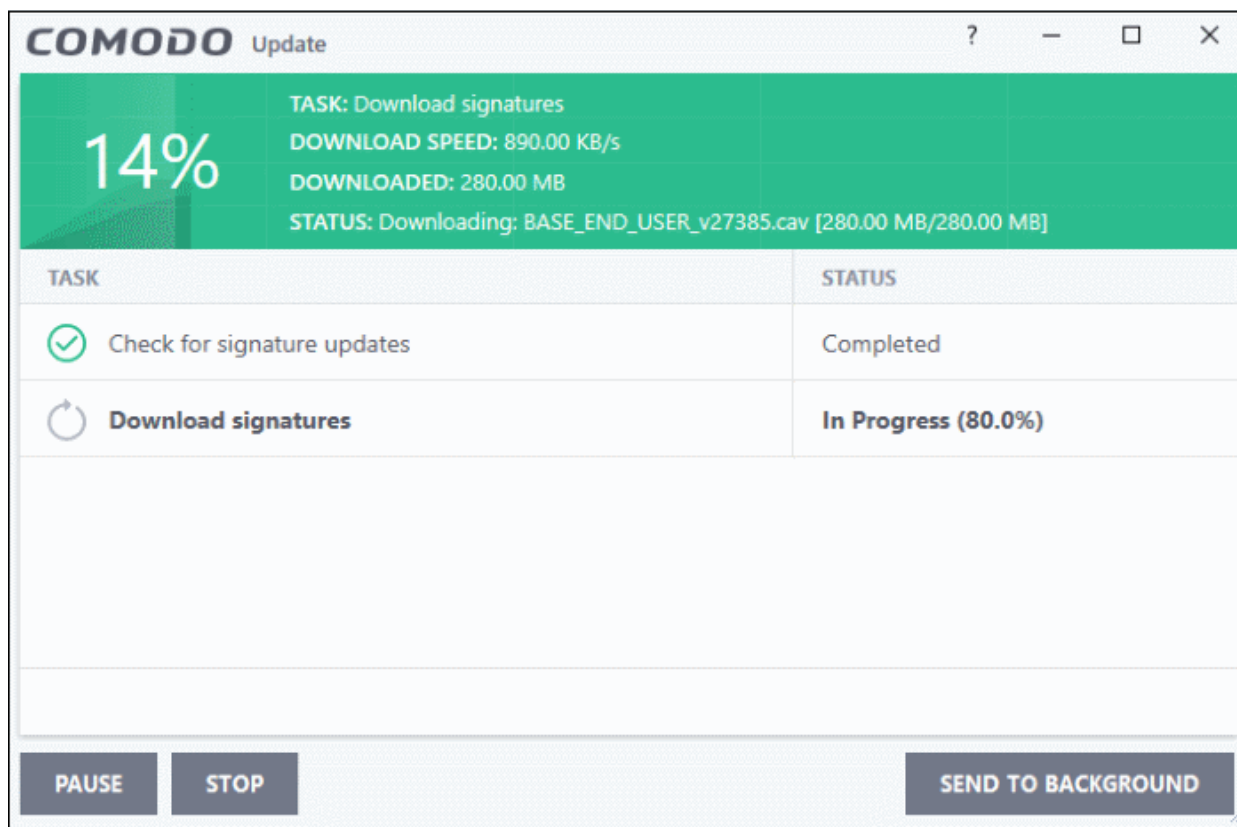 COMODO Update ?
14%
TASK: Download signatures
DOWNLOAD SPEED: 890.00 KB/s
DOWNLOADED: 280.00 MB
STATUS: Downloading: BASE_END_USER_v27385.cav [280.00 MB/280.00 MB]
TASK STATUS
Check for signature updates Completed
Download signatures In Progress (80.0%)
PAUSE STOP SEND TO BACKGROUND